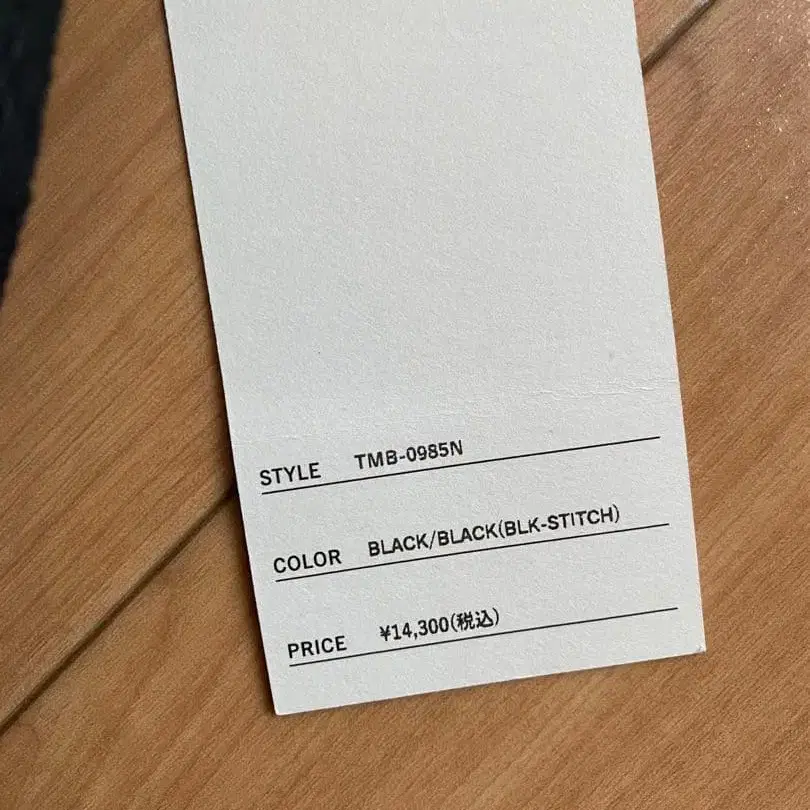 STYLE TMB-0985N
COLOR BLACK/BLACK(BLK-STITCH)
PRICE ¥14,300(税込)